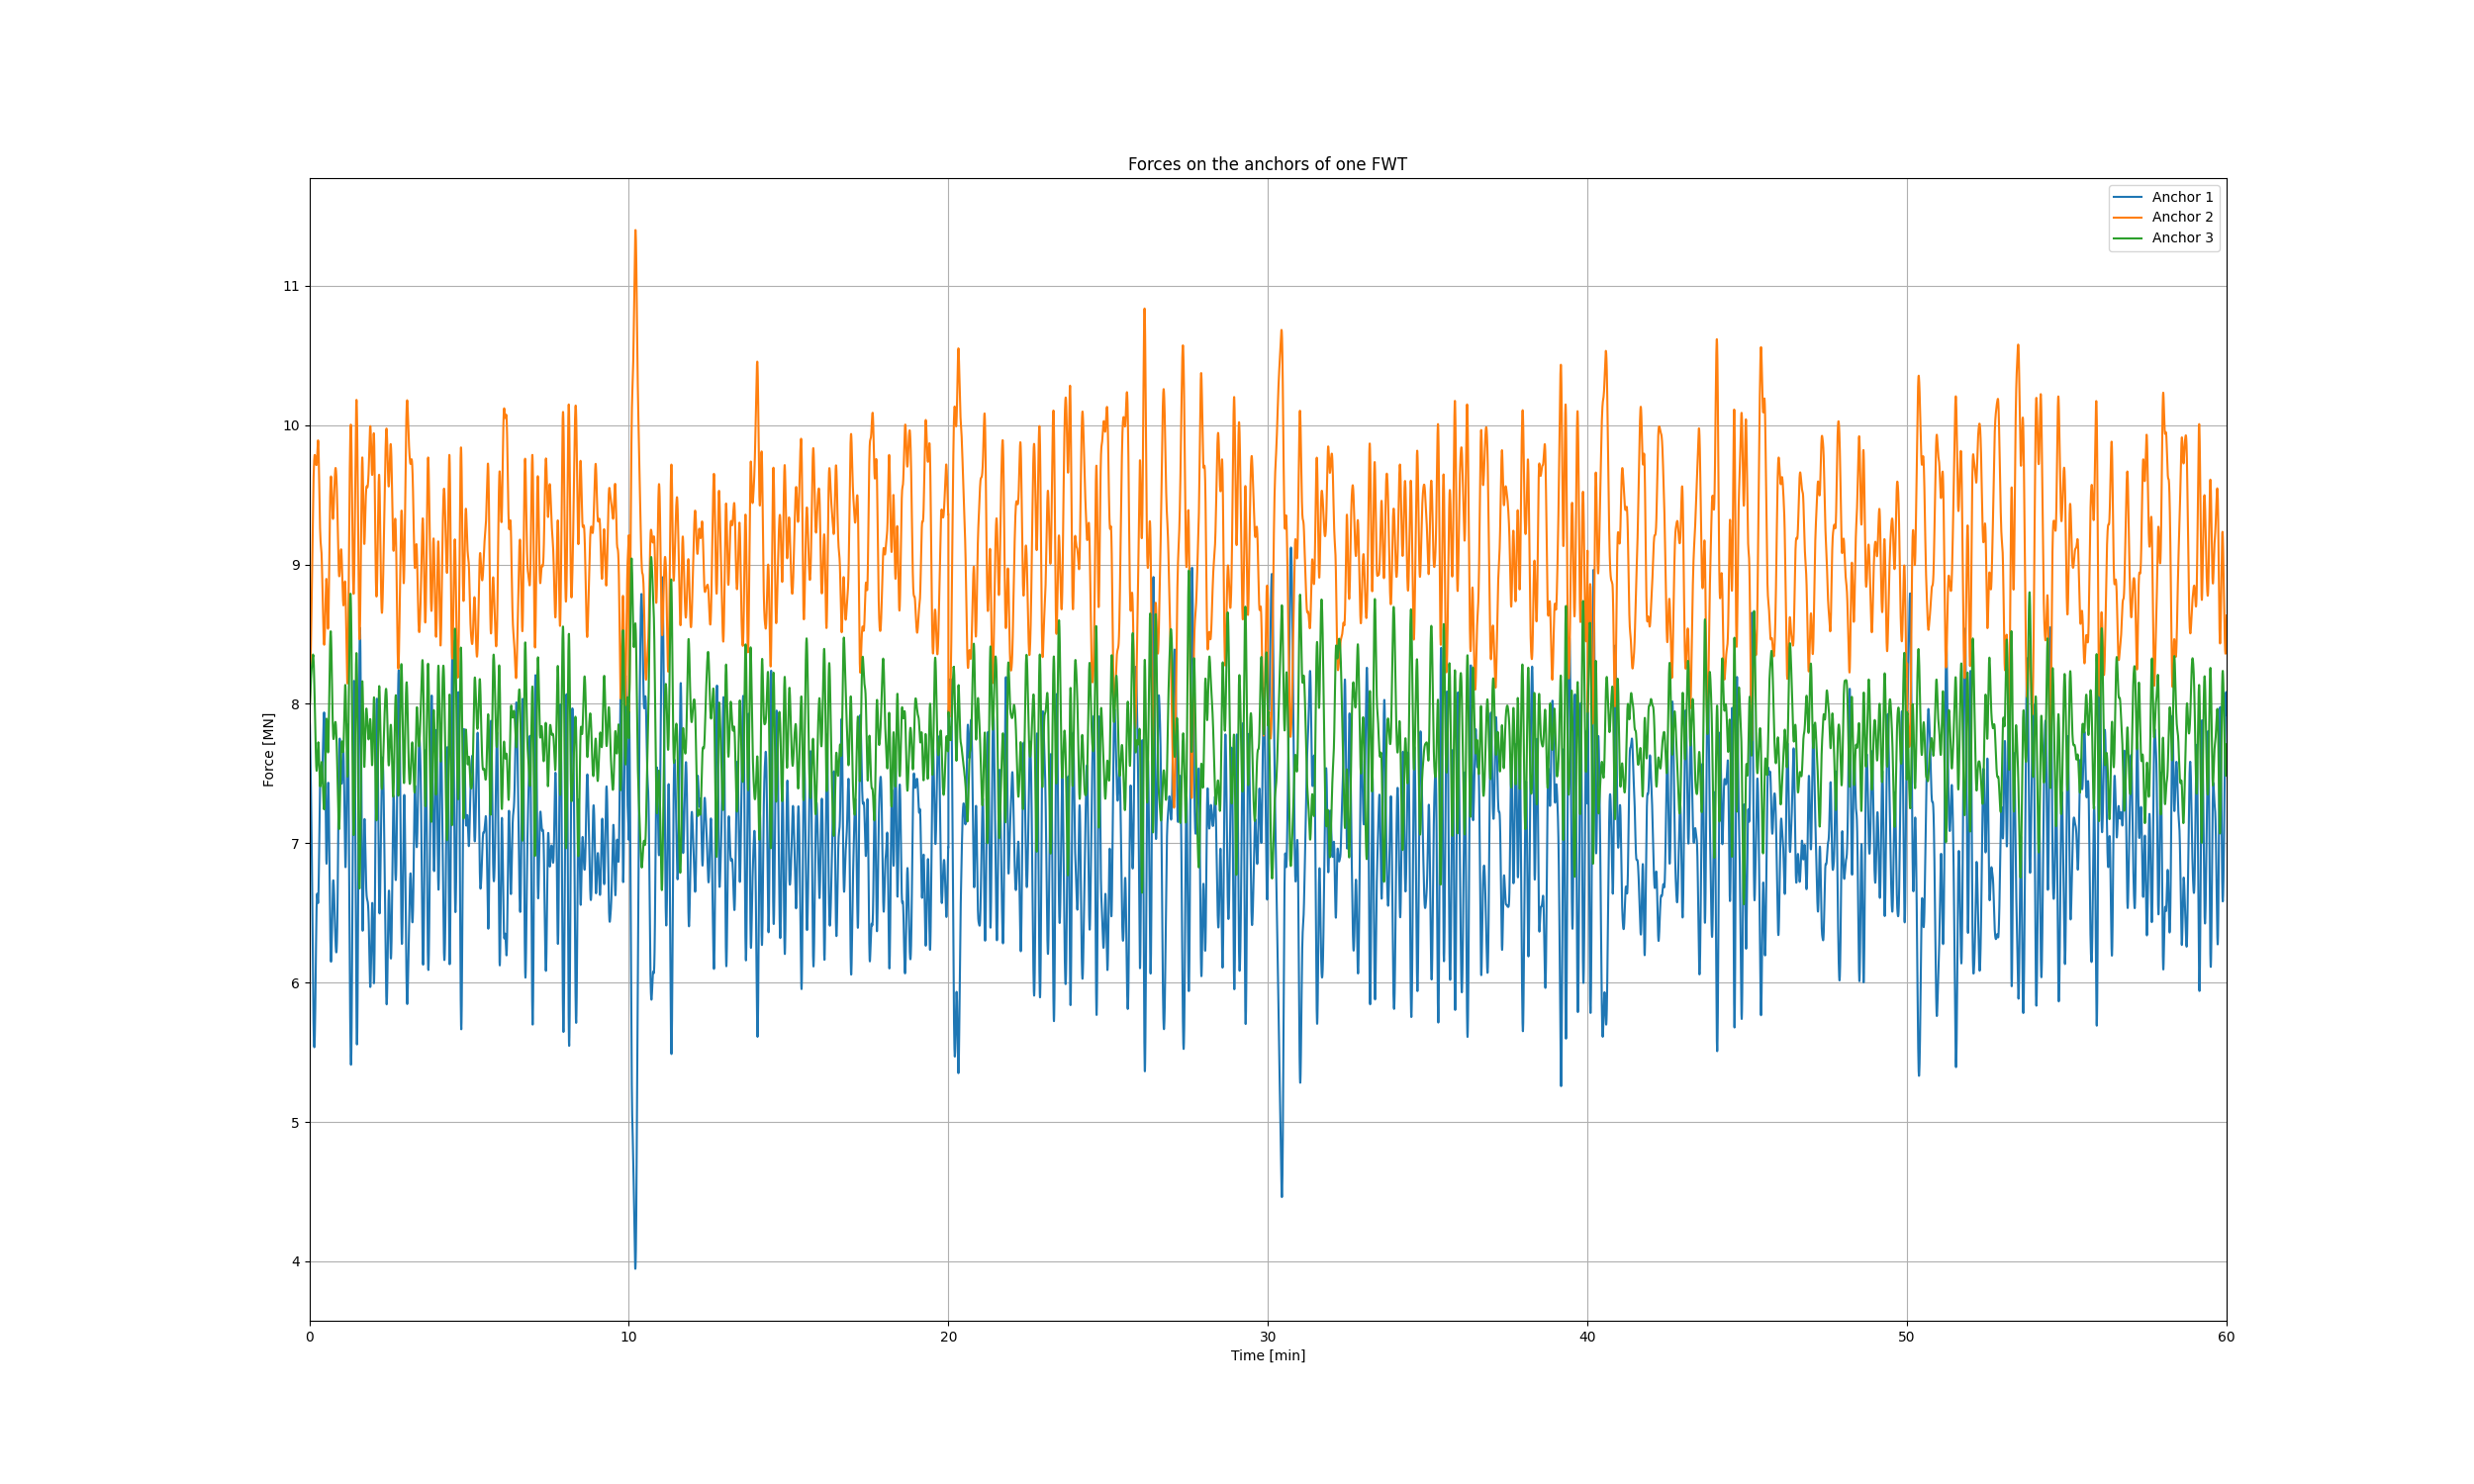 Forces on the anchors of one FWT
Anchor 1
Anchor 2
Anchor 3
11
10
9
8
7
6
5
4
Force [MN]
0 10 20 30 40 50 60
Time [min]